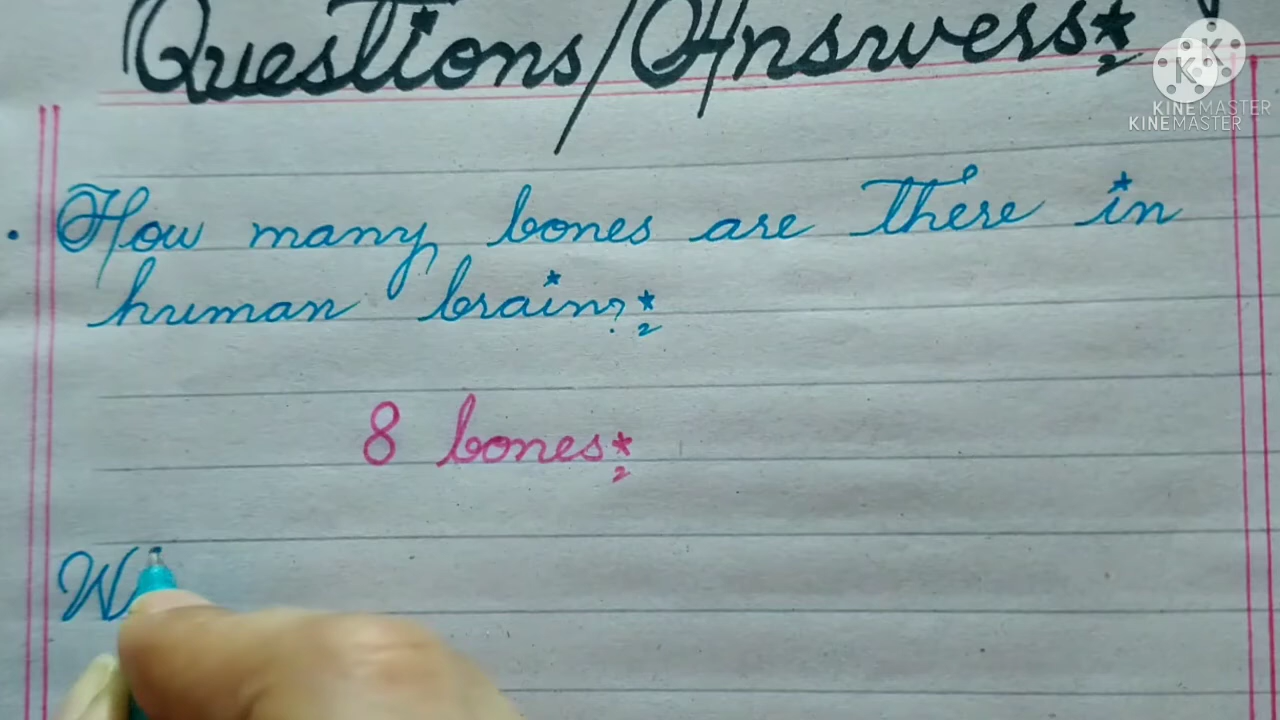 Questions/Answers
KINEMASTER
KINEMASTER
How many bones are there in
human brain?
8 bones
W